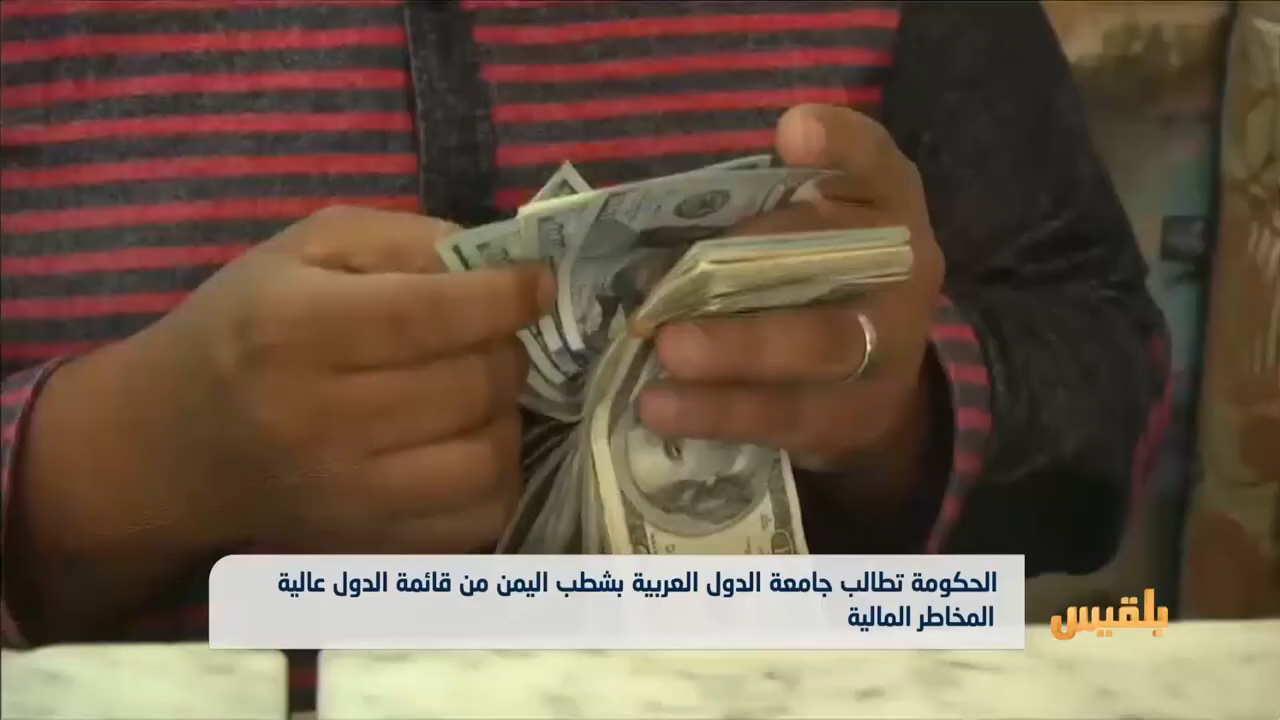 الحكومة تطالب جامعة الدول العربية بشطب اليمن من قائمة الدول عالية
المخاطر المالية
بلقيس